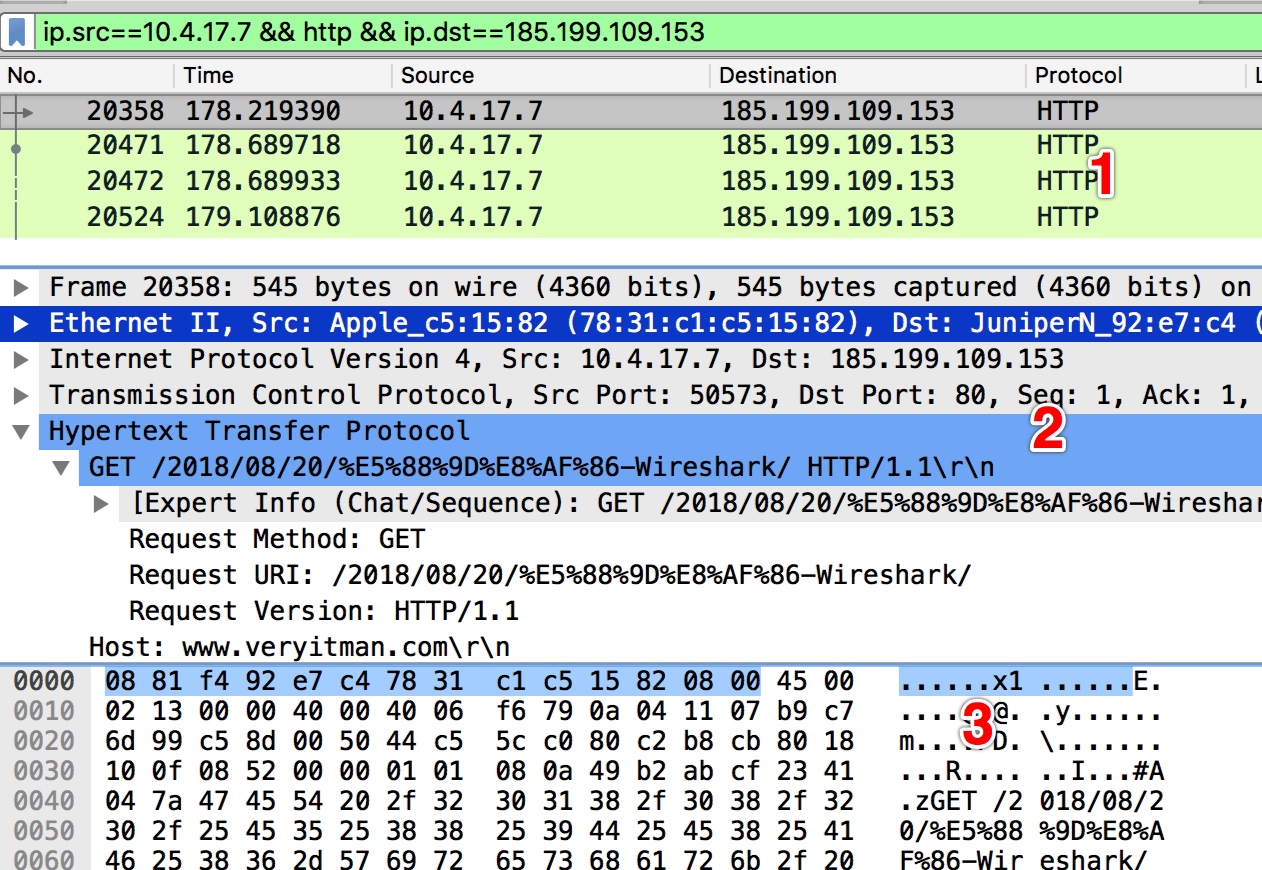 ip.src==10.4.17.7 && http && ip.dst==185.199.109.153
No. Time Source Destination Protocol
20358 178.219390 10.4.17.7 185.199.109.153 HTTP
20471 178.689718 10.4.17.7 185.199.109.153 HTTP
1
20472 178.689933 10.4.17.7 185.199.109.153 HTTP
20524 179.108876 10.4.17.7 185.199.109.153 HTTP
Frame 20358: 545 bytes on wire (4360 bits), 545 bytes captured (4360 bits) on
Ethernet II, Src: Apple_c5:15:82 (78:31:c1:c5:15:82), Dst: JuniperN_92:e7:c4 (
Internet Protocol Version 4, Src: 10.4.17.7, Dst: 185.199.109.153
Transmission Control Protocol, Src Port: 50573, Dst Port: 80, Seq: 1, Ack: 1,
2
Hypertext Transfer Protocol
GET /2018/08/20/%E5%88%9D%E8%AF%86-Wireshark/ HTTP/1.1\r\n
[Expert Info (Chat/Sequence): GET /2018/08/20/%E5%88%9D%E8%AF%86-Wireshar
Request Method: GET
Request URI: /2018/08/20/%E5%88%9D%E8%AF%86-Wireshark/
Request Version: HTTP/1.1
Host: www.veryitman.com\r\n
0000 08 81 f4 92 e7 c4 78 31 c1 c5 15 82 08 00 45 00 ......x1 ......E.
0010 02 13 00 00 40 00 40 06 f6 79 0a 04 11 07 b9 c7 ....@. .y......
3
0020 6d 99 c5 8d 00 50 44 c5 5c c0 80 c2 b8 cb 80 18 m....D. \.......
0030 10 0f 08 52 00 00 01 01 08 0a 49 b2 ab cf 23 41 ...R.... ..I...#A
0040 04 7a 47 45 54 20 2f 32 30 31 38 2f 30 38 2f 32 .zGET /2 018/08/2
0050 30 2f 25 45 35 25 38 38 25 39 44 25 45 38 25 41 0/%E5%88 %9D%E8%A
0060 46 25 38 36 2d 57 69 72 65 73 68 61 72 6b 2f 20 F%86-Wir eshark/